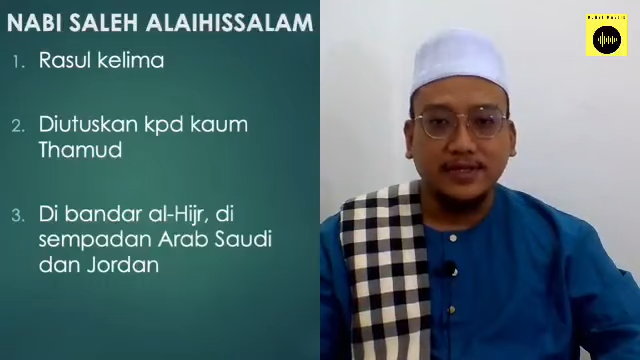 NABI SALEH ALAIHISSALAM
1. Rasul kelima
2. Diutuskan kpd kaum
Thamud
3. Di bandar al-Hijr, di
sempadan Arab Saudi
dan Jordan